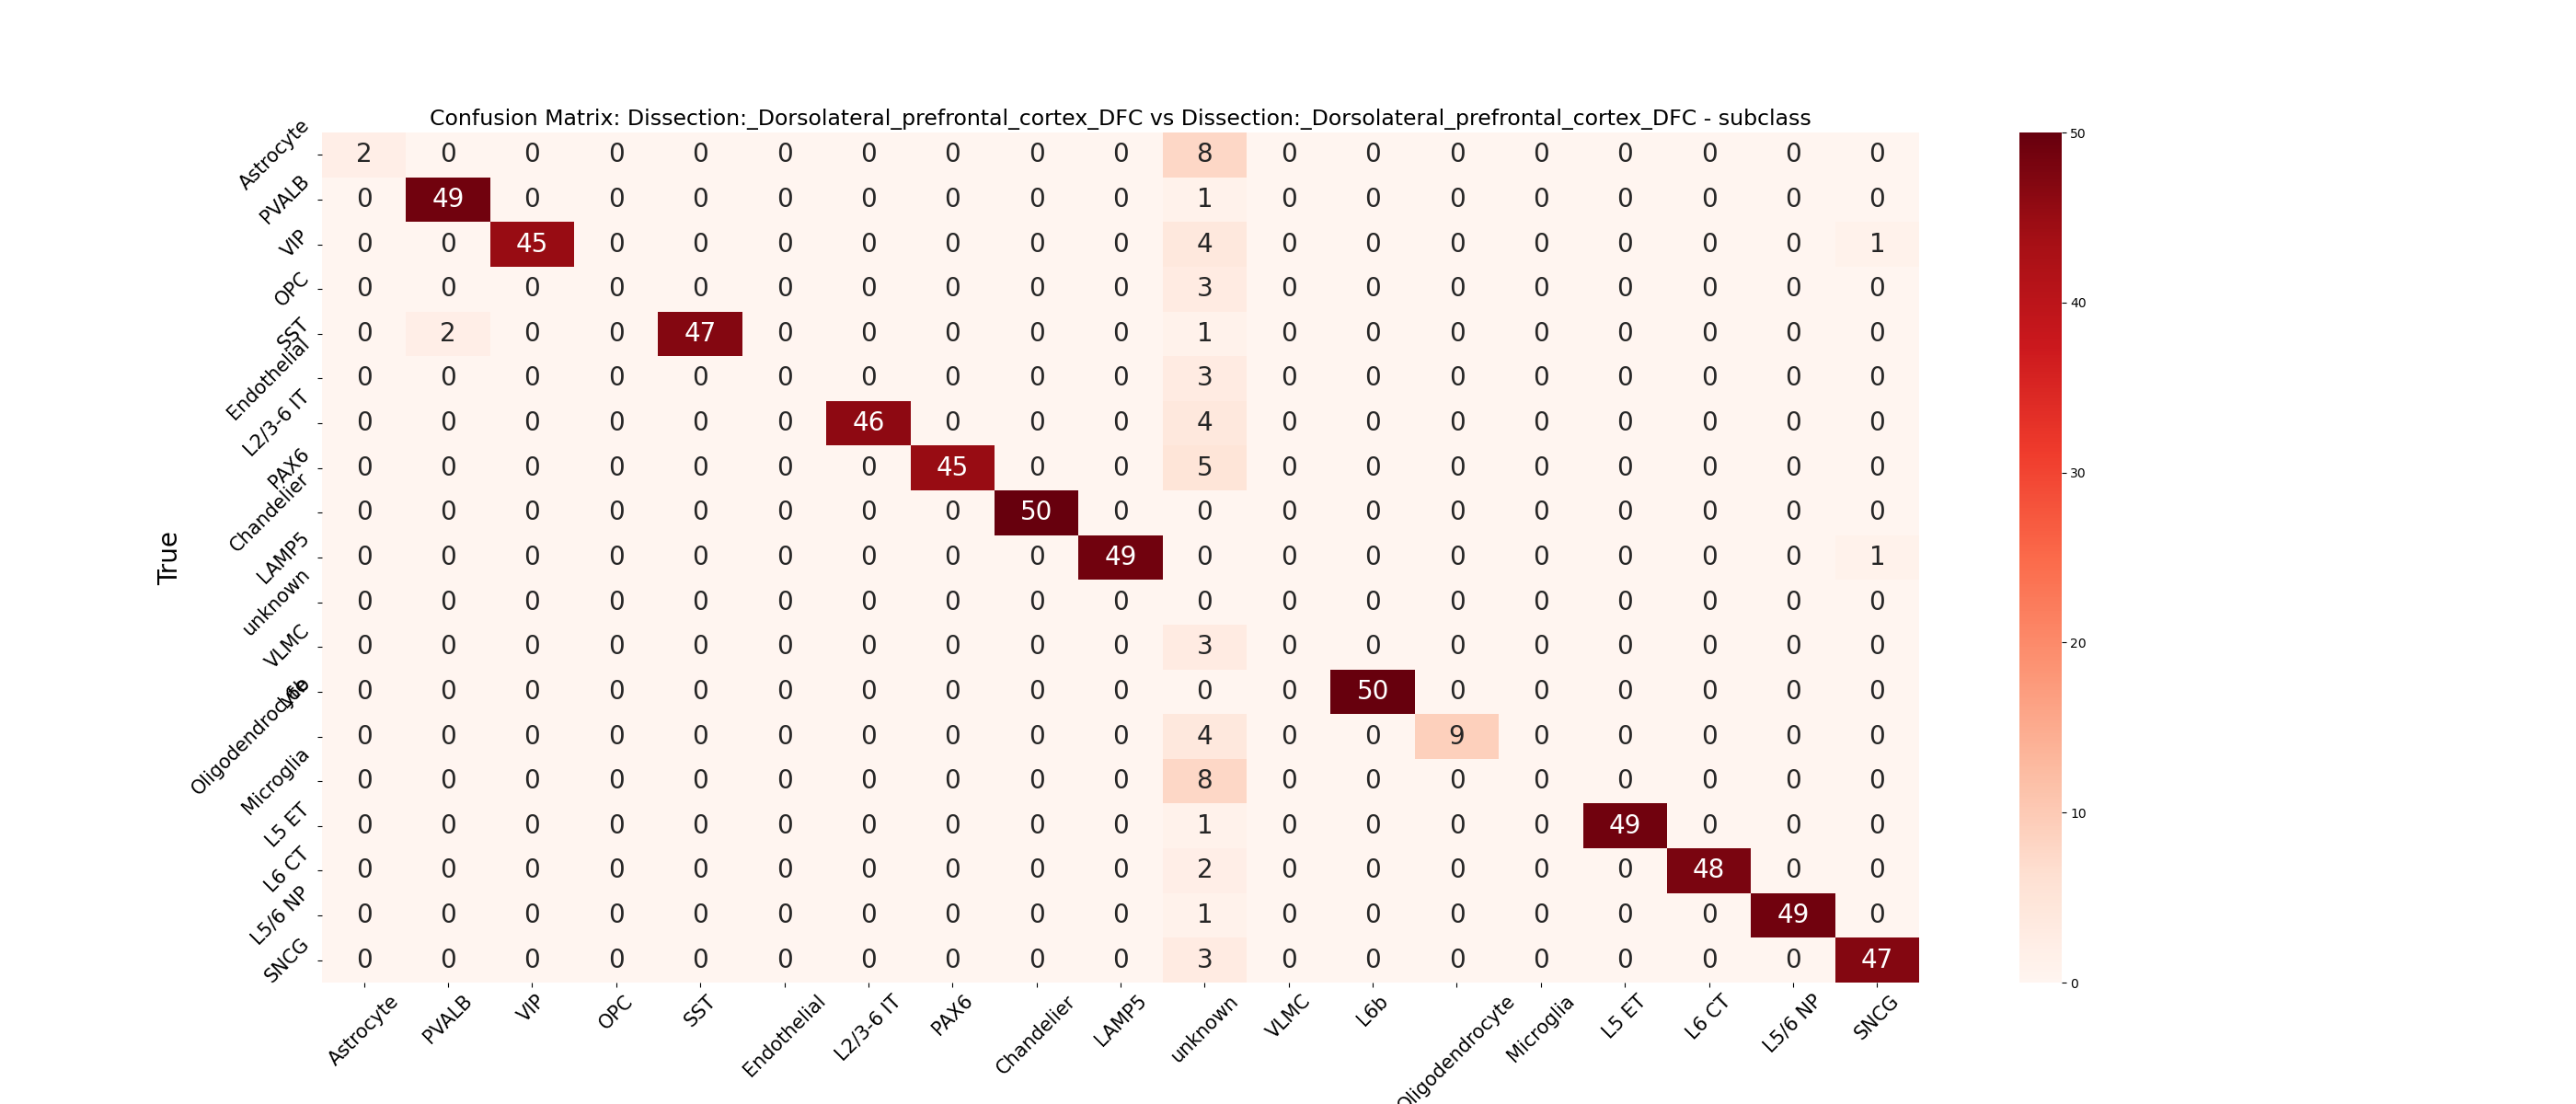 Confusion Matrix: Dissection:_Dorsolateral_prefrontal_cortex_DFC vs Dissection:_Dorsolateral_prefrontal_cortex_DFC - subclass
True
Astrocyte 2 0 0 0 0 0 0 0 0 0 8 0 0 0 0 0 0 0 0
PVALB 0 49 0 0 0 0 0 0 0 0 1 0 0 0 0 0 0 0 0
VIP 0 0 45 0 0 0 0 0 0 0 4 0 0 0 0 0 0 0 1
OPC 0 0 0 0 0 0 0 0 0 0 3 0 0 0 0 0 0 0 0
SST 0 2 0 0 47 0 0 0 0 0 1 0 0 0 0 0 0 0 0
Endothelial 0 0 0 0 0 0 0 0 0 0 3 0 0 0 0 0 0 0 0
L2/3-6 IT 0 0 0 0 0 0 46 0 0 0 4 0 0 0 0 0 0 0 0
PAX6 0 0 0 0 0 0 0 45 0 0 5 0 0 0 0 0 0 0 0
Chandelier 0 0 0 0 0 0 0 0 50 0 0 0 0 0 0 0 0 0 0
LAMP5 0 0 0 0 0 0 0 0 0 49 0 0 0 0 0 0 0 0 1
unknown 0 0 0 0 0 0 0 0 0 0 0 0 0 0 0 0 0 0 0
VLMC 0 0 0 0 0 0 0 0 0 0 3 0 0 0 0 0 0 0 0
L6b 0 0 0 0 0 0 0 0 0 0 0 0 50 0 0 0 0 0 0
Oligodendrocyte 0 0 0 0 0 0 0 0 0 0 4 0 0 9 0 0 0 0 0
Microglia 0 0 0 0 0 0 0 0 0 0 8 0 0 0 0 0 0 0 0
L5 ET 0 0 0 0 0 0 0 0 0 0 1 0 0 0 0 49 0 0 0
L6 CT 0 0 0 0 0 0 0 0 0 0 2 0 0 0 0 0 48 0 0
L5/6 NP 0 0 0 0 0 0 0 0 0 0 1 0 0 0 0 0 0 49 0
SNCG 0 0 0 0 0 0 0 0 0 0 3 0 0 0 0 0 0 0 47
Astrocyte PVALB VIP OPC SST Endothelial L2/3-6 IT PAX6 Chandelier LAMP5 unknown VLMC L6b Oligodendrocyte Microglia L5 ET L6 CT L5/6 NP SNCG
50
40
30
20
10
0